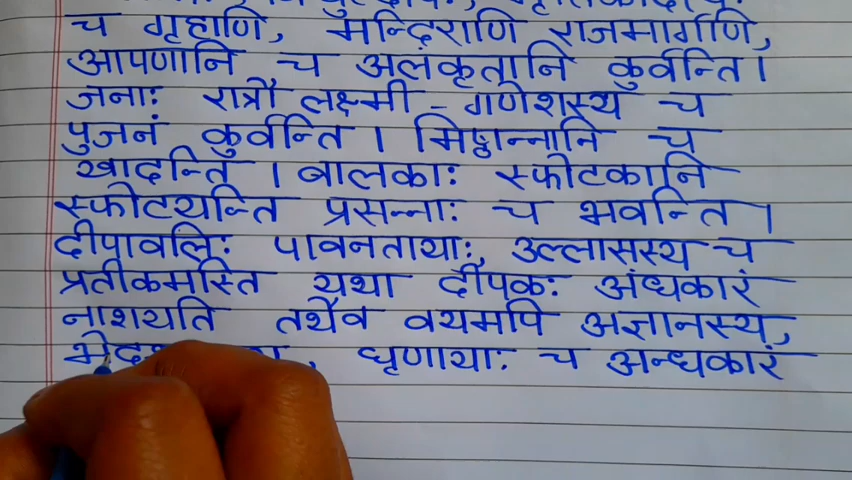 च गृहाणि, मन्दिराणि राजमार्गाणि,
आपणानि च अलंकृतानि कुर्वन्ति।
जनाः रात्रौ लक्ष्मी - गणेशस्य च
पुजनं कुर्वन्ति । मिष्ठान्नानि च
खादन्ति । बालकाः स्फोटकानि
स्फोटयन्ति प्रसन्नाः च भवन्ति ।
दीपावलिः पावनतायाः, उल्लासस्य च
प्रतीकमस्ति यथा दीपकः अंधकारं
नाशयति तथैव वयमपि अज्ञानस्य,
घृणायाः च अन्धकारं